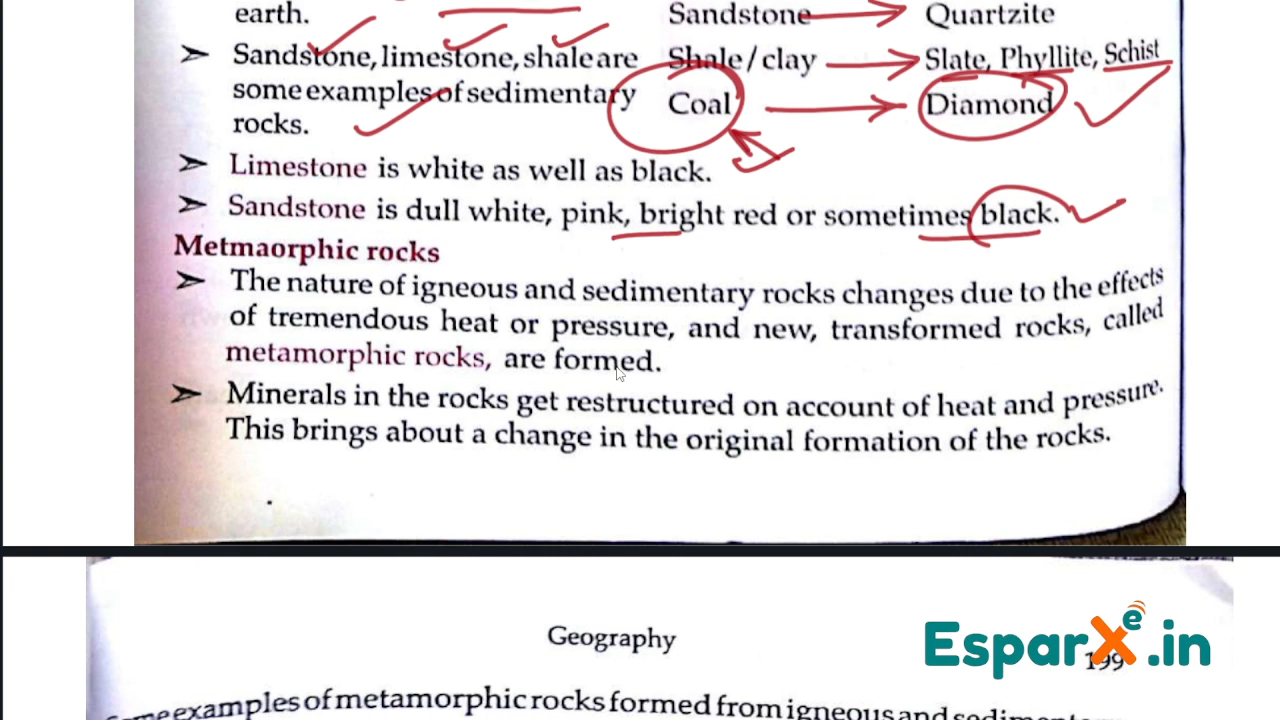 earth.
Sandstone → Quartzite
➤ Sandstone, limestone, shale are
some examples of sedimentary
rocks.
Shale / clay → Slate, Phyllite, Schist
Coal → Diamond
➤ Limestone is white as well as black.
➤ Sandstone is dull white, pink, bright red or sometimes black.
Metmaorphic rocks
➤ The nature of igneous and sedimentary rocks changes due to the effects
of tremendous heat or pressure, and new, transformed rocks, called
metamorphic rocks, are formed.
➤ Minerals in the rocks get restructured on account of heat and pressure.
This brings about a change in the original formation of the rocks.
Geography
199
EsparXe.in
examples of metamorphic rocks formed from igneous and